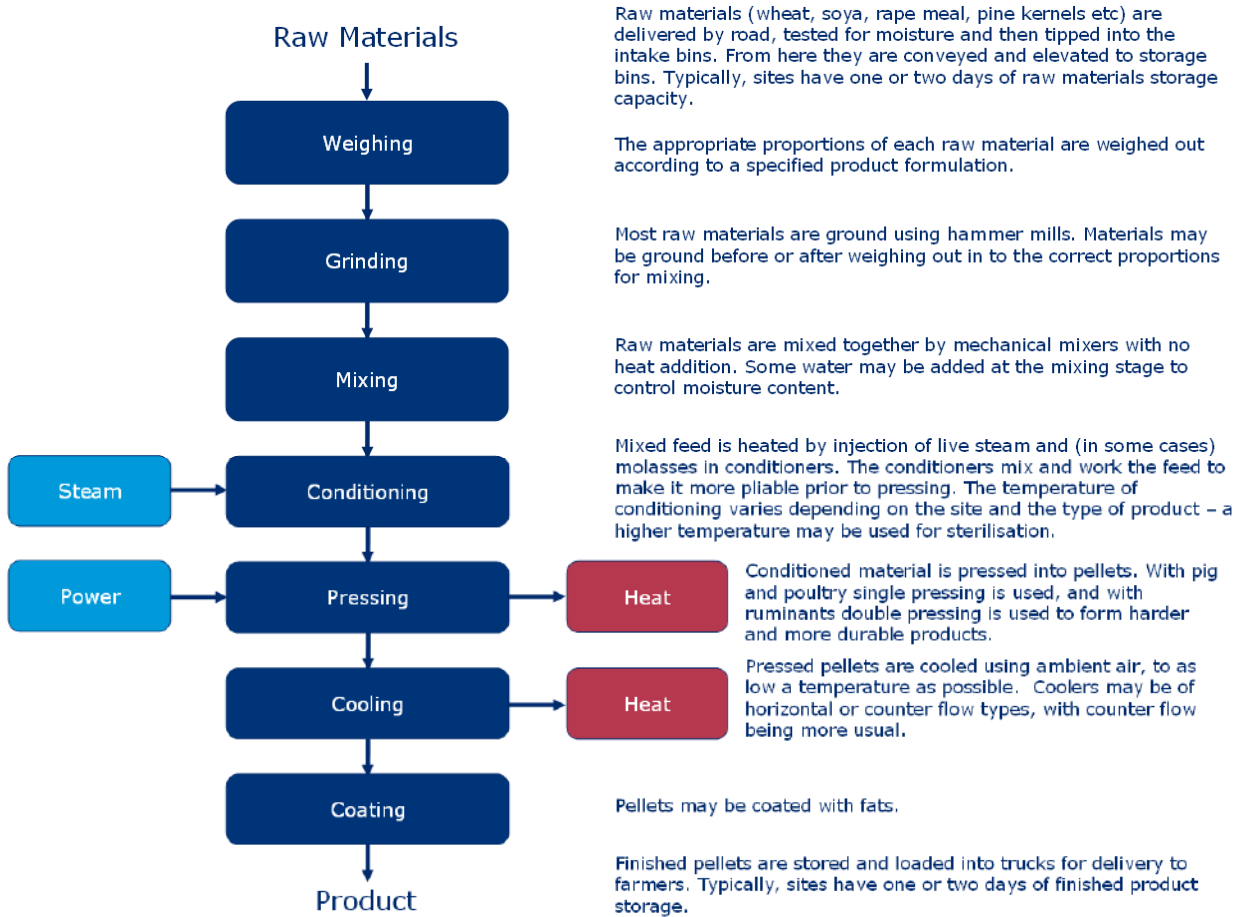 Raw Materials
Raw materials (wheat, soya, rape meal, pine kernels etc) are
delivered by road, tested for moisture and then tipped into the
intake bins. From here they are conveyed and elevated to storage
bins. Typically, sites have one or two days of raw materials storage
capacity.
Weighing
The appropriate proportions of each raw material are weighed out
according to a specified product formulation.
Grinding
Most raw materials are ground using hammer mills. Materials may
be ground before or after weighing out in to the correct proportions
for mixing.
Mixing
Raw materials are mixed together by mechanical mixers with no
heat addition. Some water may be added at the mixing stage to
control moisture content.
Steam
Conditioning
Mixed feed is heated by injection of live steam and (in some cases)
molasses in conditioners. The conditioners mix and work the feed to
make it more pliable prior to pressing. The temperature of
conditioning varies depending on the site and the type of product – a
higher temperature may be used for sterilisation.
Power
Pressing
Heat
Conditioned material is pressed into pellets. With pig
and poultry single pressing is used, and with
ruminants double pressing is used to form harder
and more durable products.
Cooling
Heat
Pressed pellets are cooled using ambient air, to as
low a temperature as possible. Coolers may be of
horizontal or counter flow types, with counter flow
being more usual.
Coating
Pellets may be coated with fats.
Product
Finished pellets are stored and loaded into trucks for delivery to
farmers. Typically, sites have one or two days of finished product
storage.